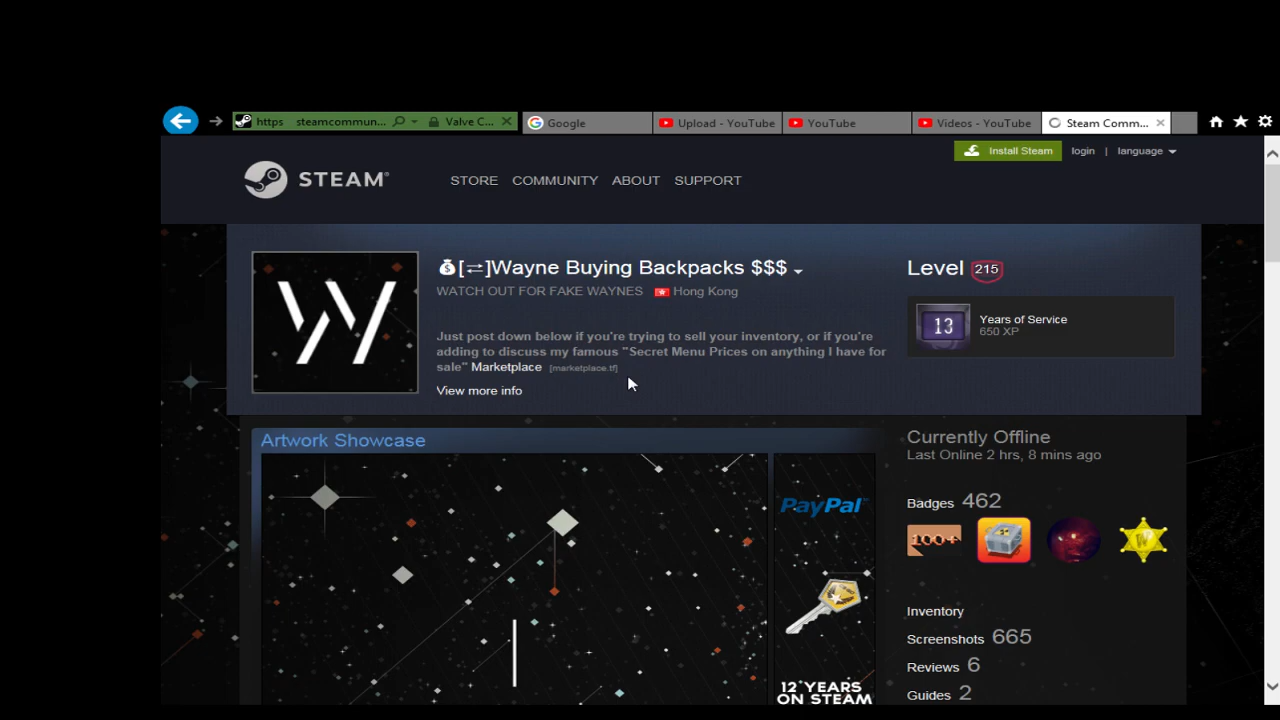 https steamcommun... Valve C... Google Upload - YouTube YouTube Videos - YouTube Steam Comm...
Install Steam login | language
STEAM® STORE COMMUNITY ABOUT SUPPORT
[⇄]Wayne Buying Backpacks $$$
WATCH OUT FOR FAKE WAYNES Hong Kong
Just post down below if you're trying to sell your inventory, or if you're
adding to discuss my famous "Secret Menu Prices on anything I have for
sale" Marketplace [marketplace.tf]
View more info
Level 215
13 Years of Service
650 XP
Artwork Showcase
PayPal
12 YEARS
ON STEAM
Currently Offline
Last Online 2 hrs, 8 mins ago
Badges 462
100+
Inventory
Screenshots 665
Reviews 6
Guides 2